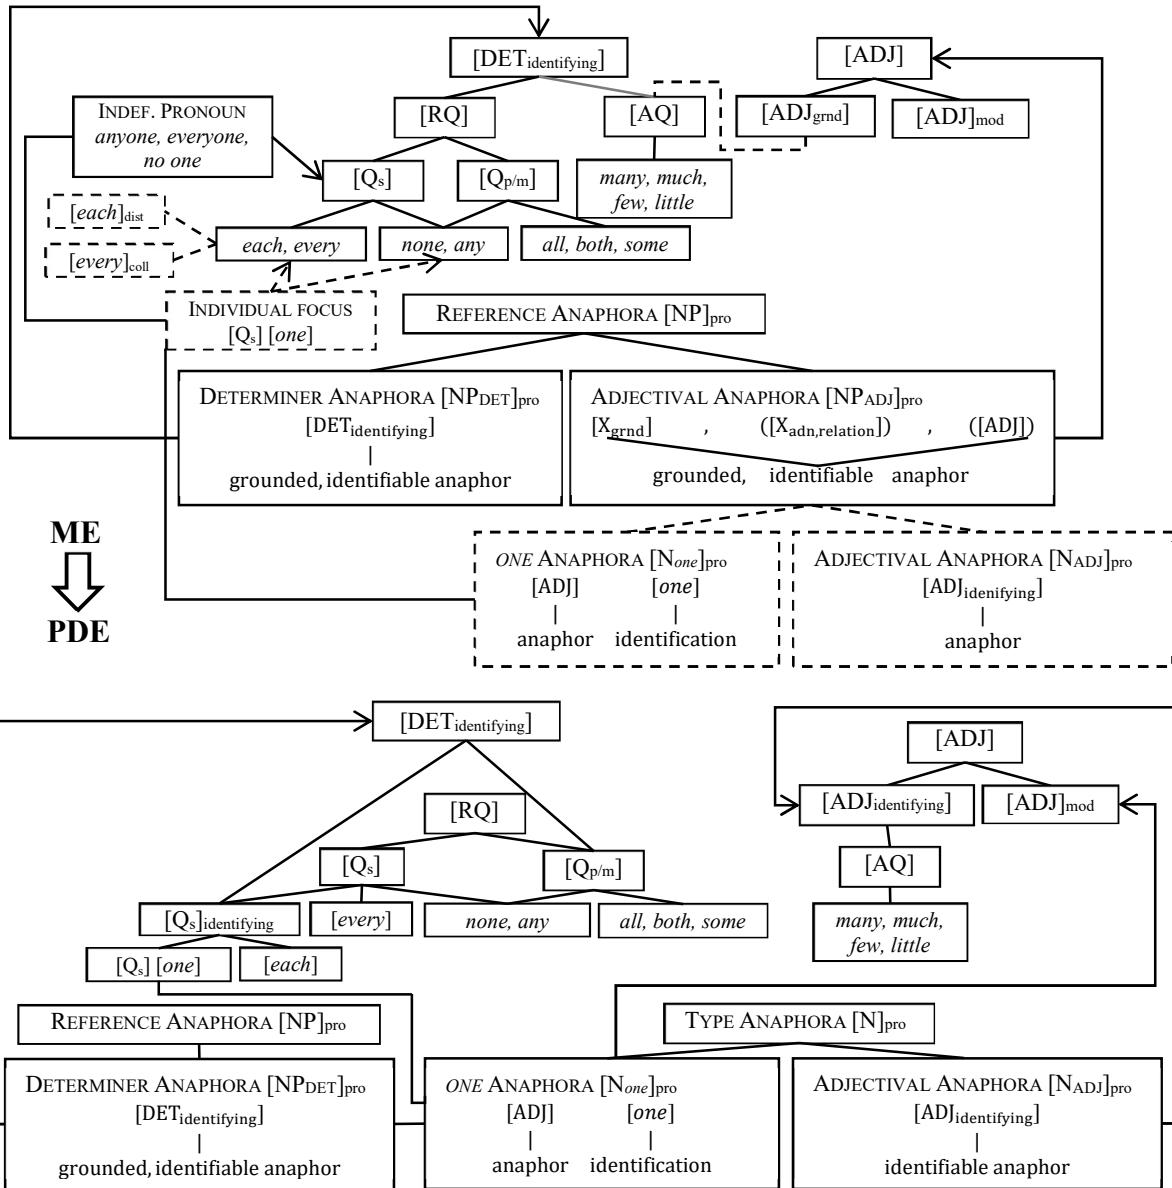 [DETidentifying]
[ADJ]
INDEF. PRONOUN
anyone, everyone,
no one
[RQ]
[AQ]
[ADJgrnd]
[ADJ]mod
[Qs]
[Qp/m]
many, much,
few, little
[each]dist
[every]coll
each, every
none, any
all, both, some
INDIVIDUAL FOCUS
[Qs] [one]
REFERENCE ANAPHORA [NP]pro
DETERMINER ANAPHORA [NPDET]pro
[DETidentifying]
|
grounded, identifiable anaphor
ADJECTIVAL ANAPHORA [NPADJ]pro
[Xgrnd] , ([Xadn,relation]) , ([ADJ])
grounded, identifiable anaphor
ME
PDE
ONE ANAPHORA [None]pro
[ADJ] [one]
| |
anaphor identification
ADJECTIVAL ANAPHORA [NADJ]pro
[ADJidenifying]
|
anaphor
[DETidentifying]
[ADJ]
[RQ]
[ADJidentifying]
[ADJ]mod
[Qs]
[Qp/m]
[AQ]
[Qs]identifying
[every]
none, any
all, both, some
many, much,
few, little
[Qs] [one]
[each]
REFERENCE ANAPHORA [NP]pro
TYPE ANAPHORA [N]pro
DETERMINER ANAPHORA [NPDET]pro
[DETidentifying]
|
grounded, identifiable anaphor
ONE ANAPHORA [None]pro
[ADJ] [one]
| |
anaphor identification
ADJECTIVAL ANAPHORA [NADJ]pro
[ADJidentifying]
|
identifiable anaphor